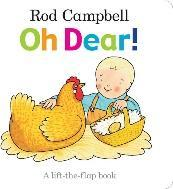 Rod Campbell
Oh Dear!
A lift-the-flap book